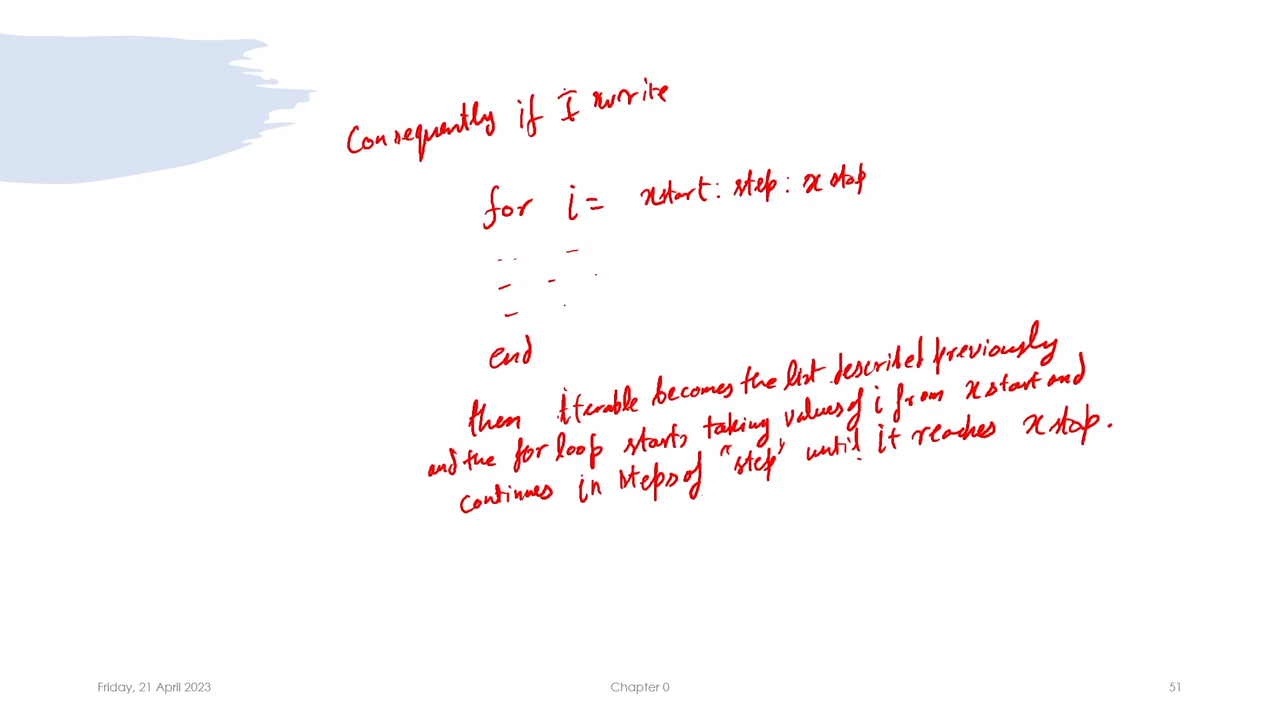 Consequently if I write
for i = xstart : step : xstop
end
then iterable becomes the list described previously
and the for loop starts taking values of i from xstart and
continues in steps of "step" until it reaches xstop.
Friday, 21 April 2023
Chapter 0
51